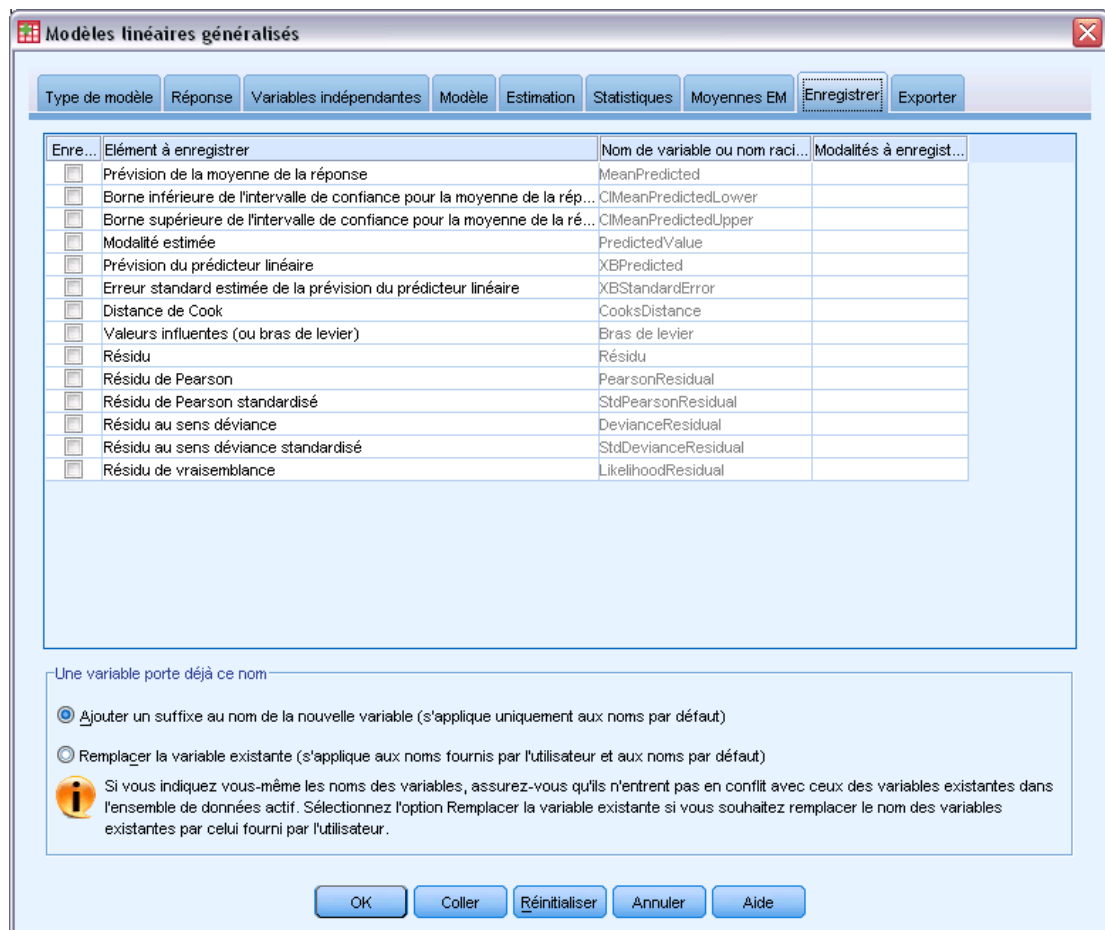 Modèles linéaires généralisés
Type de modèle Réponse Variables indépendantes Modèle Estimation Statistiques Moyennes EM Enregistrer Exporter
Enre... Elément à enregistrer Nom de variable ou nom raci... Modalités à enregist...
Prévision de la moyenne de la réponse MeanPredicted
Borne inférieure de l'intervalle de confiance pour la moyenne de la rép... CIMeanPredictedLower
Borne supérieure de l'intervalle de confiance pour la moyenne de la ré... CIMeanPredictedUpper
Modalité estimée PredictedValue
Prévision du prédicteur linéaire XBPredicted
Erreur standard estimée de la prévision du prédicteur linéaire XBStandardError
Distance de Cook CooksDistance
Valeurs influentes (ou bras de levier) Bras de levier
Résidu Résidu
Résidu de Pearson PearsonResidual
Résidu de Pearson standardisé StdPearsonResidual
Résidu au sens déviance DevianceResidual
Résidu au sens déviance standardisé StdDevianceResidual
Résidu de vraisemblance LikelihoodResidual
Une variable porte déjà ce nom
Ajouter un suffixe au nom de la nouvelle variable (s'applique uniquement aux noms par défaut)
Remplacer la variable existante (s'applique aux noms fournis par l'utilisateur et aux noms par défaut)
Si vous indiquez vous-même les noms des variables, assurez-vous qu'ils n'entrent pas en conflit avec ceux des variables existantes dans
l'ensemble de données actif. Sélectionnez l'option Remplacer la variable existante si vous souhaitez remplacer le nom des variables
existantes par celui fourni par l'utilisateur.
OK Coller Réinitialiser Annuler Aide